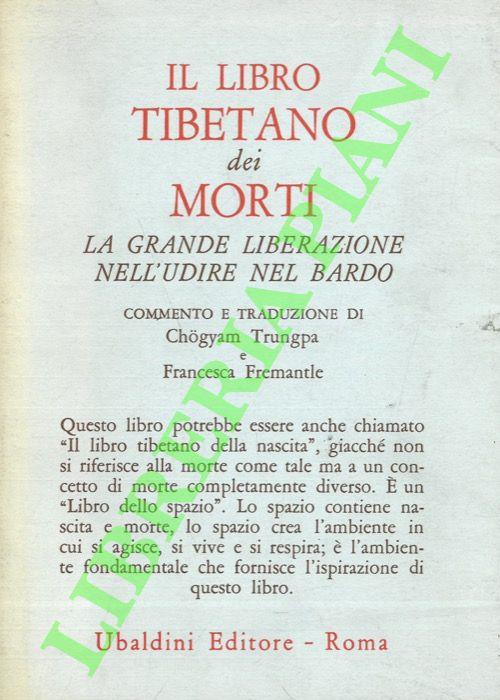 IL LIBRO
TIBETANO
dei
MORTI
LA GRANDE LIBERAZIONE
NELL'UDIRE NEL BARDO
COMMENTO E TRADUZIONE DI
Chögyam Trungpa
e
Francesca Fremantle
Questo libro potrebbe essere anche chiamato
"Il libro tibetano della nascita", giacché non
si riferisce alla morte come tale ma a un con-
cetto di morte completamente diverso. È un
"Libro dello spazio". Lo spazio contiene na-
scita e morte, lo spazio crea l'ambiente in
cui si agisce, si vive e si respira; è l'ambien-
te fondamentale che fornisce l'ispirazione di
questo libro.
Ubaldini Editore - Roma
LIBRERIA PIANI